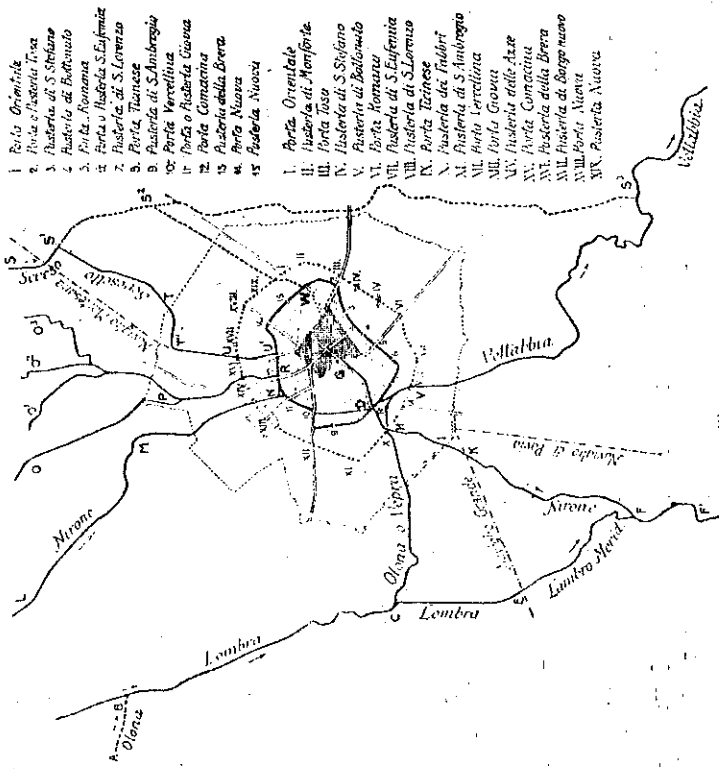 1 Porta Orientale
2. Porta o Pusterla Tosa
3. Pusterla di S. Stefano
4 Pusterla di Bottonuto
5. Porta Romana
Porta o Pusterla S. Eufemia
7. Pusterla di S. Lorenzo
8. Porta Ticinese
9. Pusterla di S. Ambrogio
10. Porta Vercellina
11 Porta o Pusterla Giovia
12. Porta Comacina
13 Pusterla della Brera
14. Porta Nuova
15 Pusterla Nuova
I. Porta Orientale
II. Pusterla di Monforte
III. Porta Tosa
IV. Pusterla di S. Stefano
V. Pusterla di Bottonuto
VI. Porta Romana
VII. Pusterla di S. Eufemia
VIII. Pusterla di S. Lorenzo
IX. Porta Ticinese
X. Pusterla dei Fabbri
XI. Pusterla di S. Ambrogio
XII. Porta Vercellina
XIII. Porta Giovia
XIV. Pusterla delle Azze
XV. Porta Comacina
XVI. Pusterla della Brera
XVII. Pusterla di Borgo nuovo
XVIII. Porta Nuova
XIX. Pusterla Nuova
Seveso
Seveselto
Naviglio Martesana
Nirone
Lombra
Olona
Olona o Vepra
Lombra
Naviglio Grande
Nirone
Lambro Merid.
Naviglio di Pavia
Vettabbia
Vettabbia